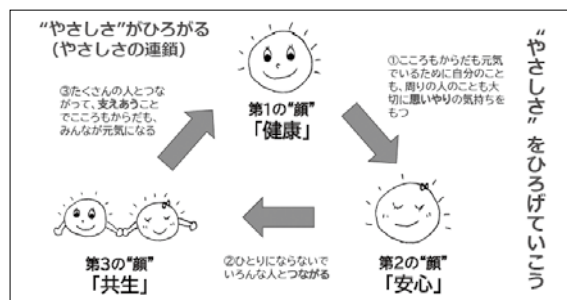 “やさしさ”がひろがる
(やさしさの連鎖)
第1の“顔”
「健康」
①こころもからだも元気
でいるために自分のこと
も、周りの人のことも大
切に思いやりの気持ちを
もつ
第2の“顔”
「安心」
②ひとりにならないで
いろんな人とつながる
第3の“顔”
「共生」
③たくさんの人とつな
がって、支えあうこと
でこころもからだも、
みんなが元気になる
“やさしさ”をひろげていこう